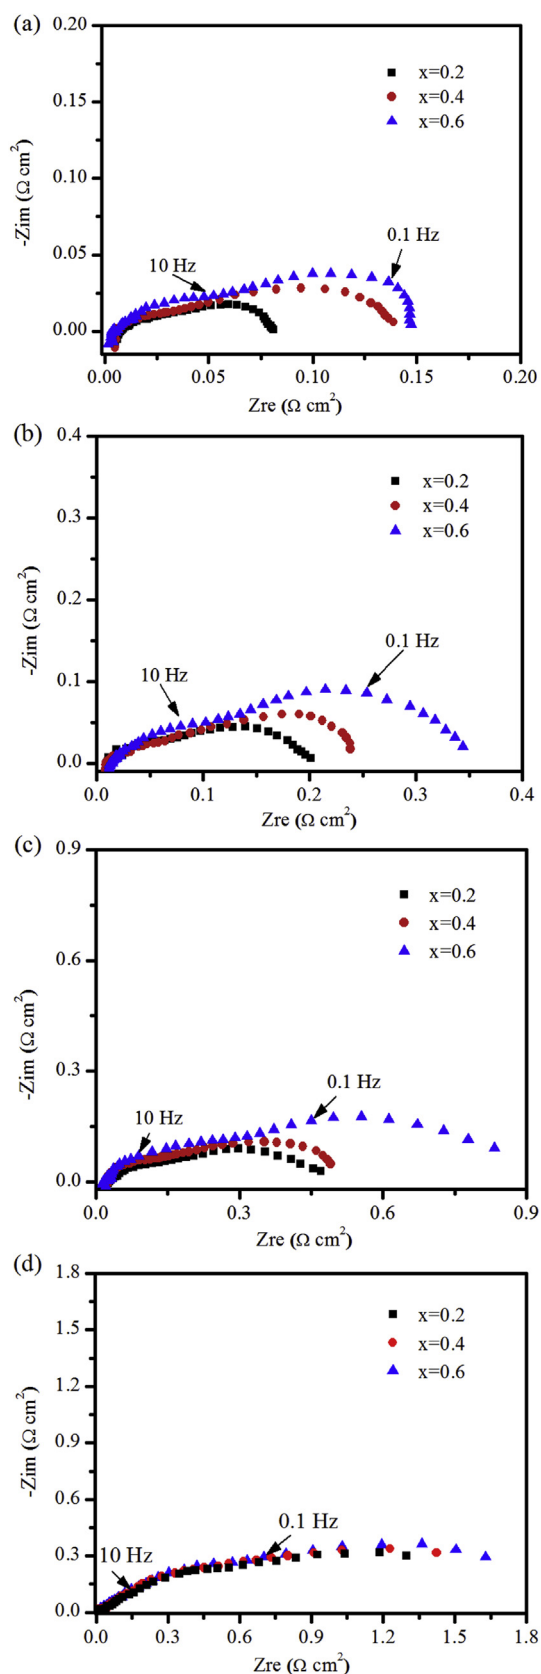 (a)
0.20
0.15
0.10
0.05
0.00
-Zim (Ω cm²)
x=0.2
x=0.4
x=0.6
10 Hz
0.1 Hz
0.00 0.05 0.10 0.15 0.20
Zre (Ω cm²)
(b)
0.4
0.3
0.2
0.1
0.0
-Zim (Ω cm²)
x=0.2
x=0.4
x=0.6
10 Hz
0.1 Hz
0.0 0.1 0.2 0.3 0.4
Zre (Ω cm²)
(c)
0.9
0.6
0.3
0.0
-Zim (Ω cm²)
x=0.2
x=0.4
x=0.6
10 Hz
0.1 Hz
0.0 0.3 0.6 0.9
Zre (Ω cm²)
(d)
1.8
1.5
1.2
0.9
0.6
0.3
0.0
-Zim (Ω cm²)
x=0.2
x=0.4
x=0.6
10 Hz
0.1 Hz
0.0 0.3 0.6 0.9 1.2 1.5 1.8
Zre (Ω cm²)